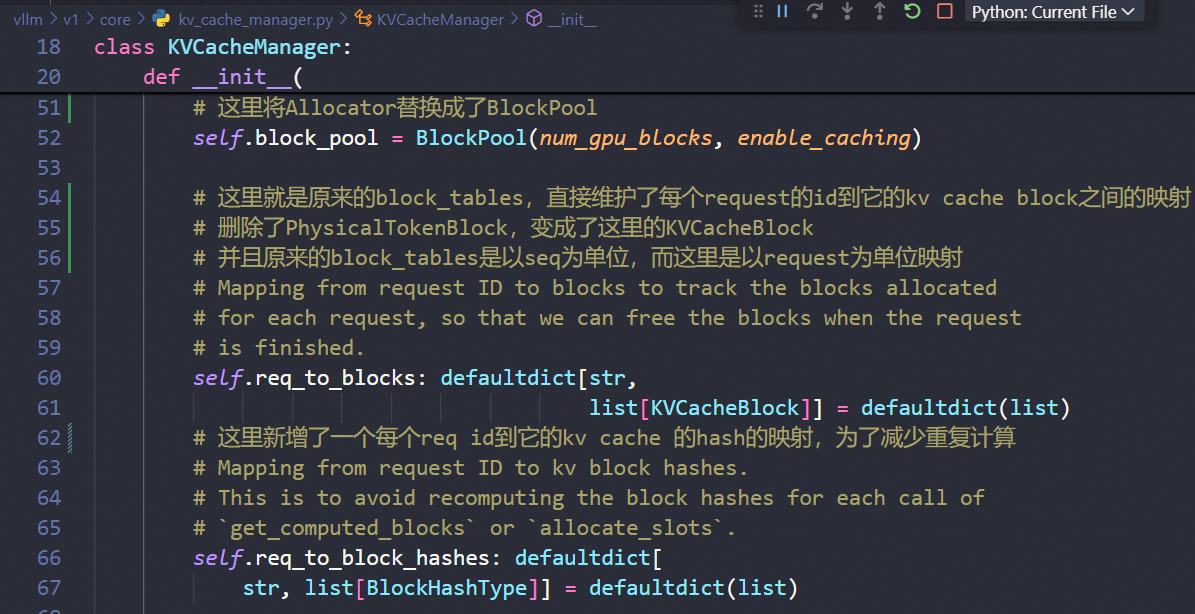 vllm > v1 > core > kv_cache_manager.py > KVCacheManager > __init__
Python: Current File
18 class KVCacheManager:
20 def __init__(
51 # 这里将Allocator替换成了BlockPool
52 self.block_pool = BlockPool(num_gpu_blocks, enable_caching)
53
54 # 这里就是原来的block_tables，直接维护了每个request的id到它的kv cache block之间的映射
55 # 删除了PhysicalTokenBlock，变成了这里的KVCacheBlock
56 # 并且原来的block_tables是以seq为单位，而这里是以request为单位映射
57 # Mapping from request ID to blocks to track the blocks allocated
58 # for each request, so that we can free the blocks when the request
59 # is finished.
60 self.req_to_blocks: defaultdict[str,
61 list[KVCacheBlock]] = defaultdict(list)
62 # 这里新增了一个每个req id到它的kv cache 的hash的映射，为了减少重复计算
63 # Mapping from request ID to kv block hashes.
64 # This is to avoid recomputing the block hashes for each call of
65 # `get_computed_blocks` or `allocate_slots`.
66 self.req_to_block_hashes: defaultdict[
67 str, list[BlockHashType]] = defaultdict(list)